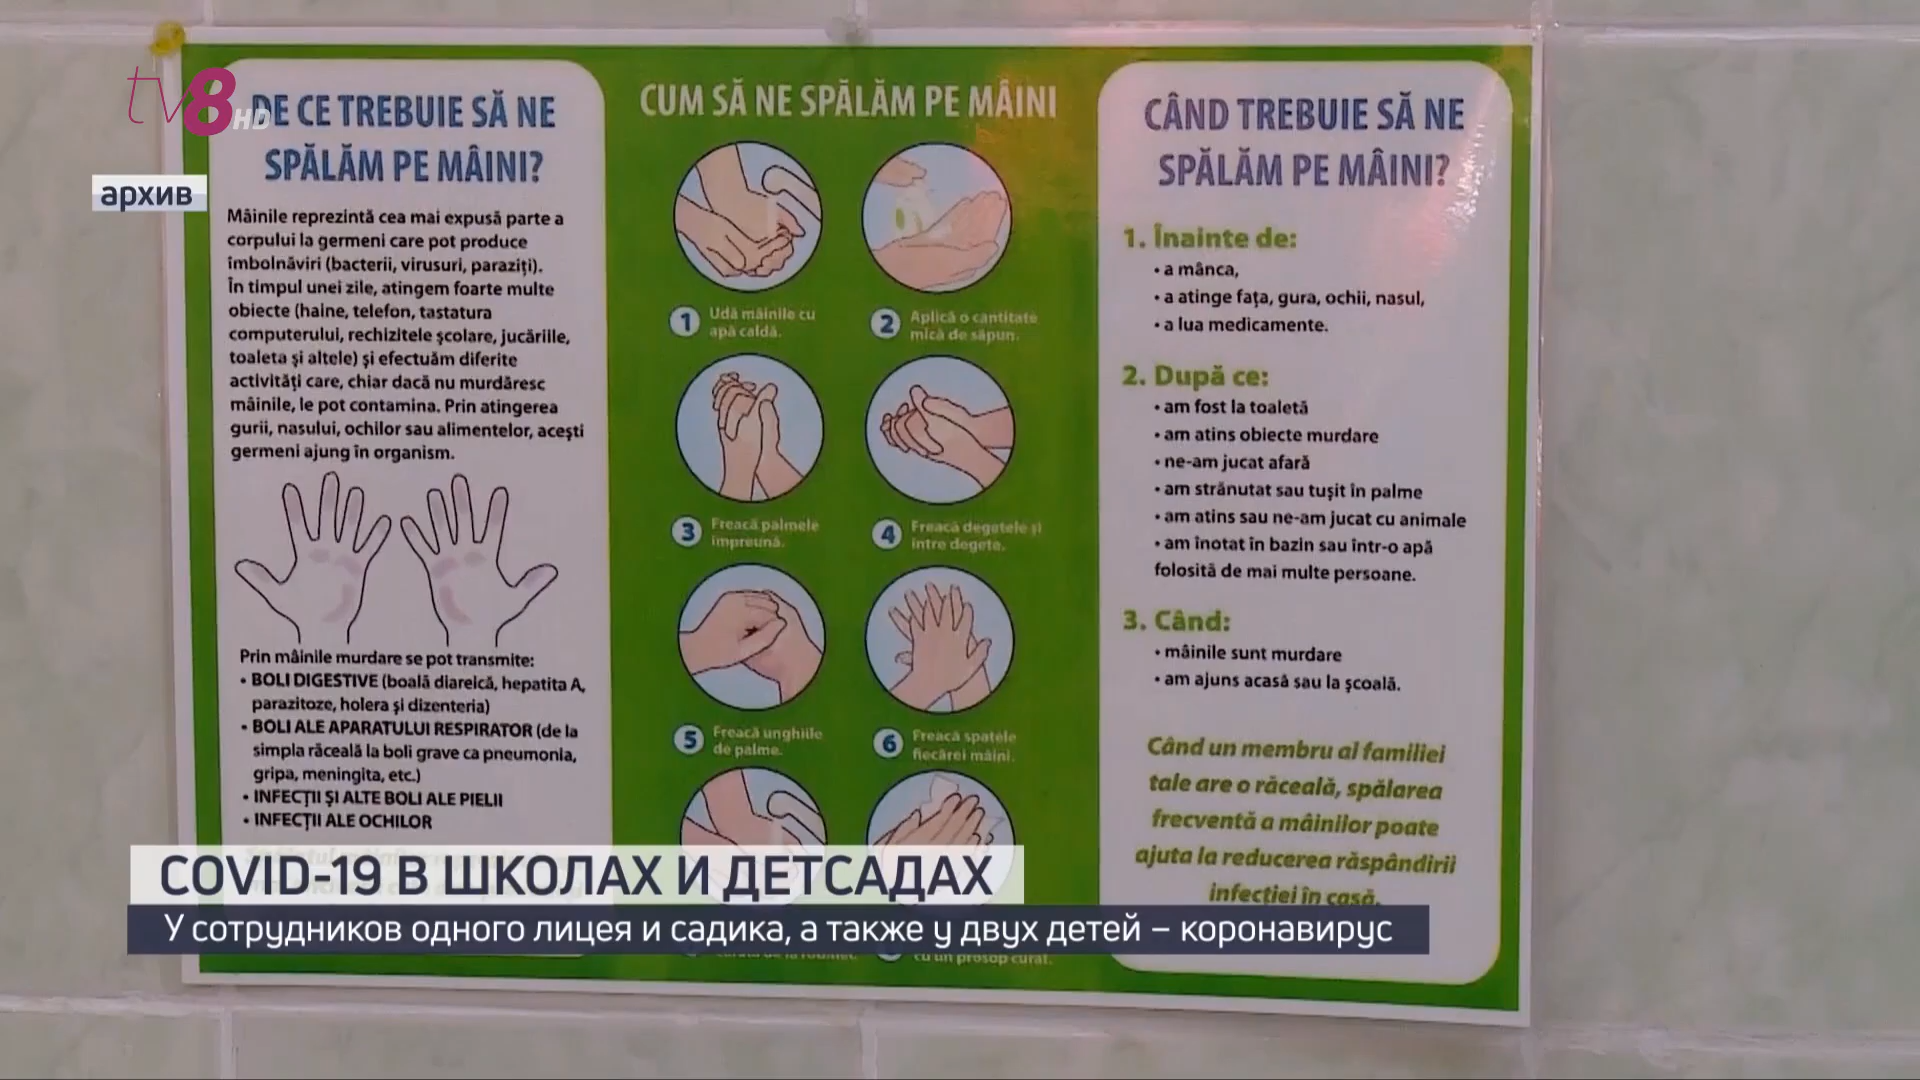 tv8 HD
архив
DE CE TREBUIE SĂ NE
SPĂLĂM PE MÂINI?
Mâinile reprezintă cea mai expusă parte a
corpului la germeni care pot produce
îmbolnăviri (bacterii, virusuri, paraziți).
În timpul unei zile, atingem foarte multe
obiecte (haine, telefon, tastatura
computerului, rechizitele școlare, jucăriile,
toaleta și altele) și efectuăm diferite
activități care, chiar dacă nu murdăresc
mâinile, le pot contamina. Prin atingerea
gurii, nasului, ochilor sau alimentelor, acești
germeni ajung în organism.
Prin mâinile murdare se pot transmite:
• BOLI DIGESTIVE (boală diareică, hepatita A,
parazitoze, holera și dizenteria)
• BOLI ALE APARATULUI RESPIRATOR (de la
simpla răceală la boli grave ca pneumonia,
gripa, meningita, etc.)
• INFECȚII ȘI ALTE BOLI ALE PIELII
• INFECȚII ALE OCHILOR
CUM SĂ NE SPĂLĂM PE MÂINI
1 Udă mâinile cu
apă caldă.
2 Aplică o cantitate
mică de săpun.
3 Freacă palmele
împreună.
4 Freacă degetele și
între degete.
5 Freacă unghiile
de palme.
6 Freacă spatele
fiecărei mâini.
cu un prosop curat.
CÂND TREBUIE SĂ NE
SPĂLĂM PE MÂINI?
1. Înainte de:
• a mânca,
• a atinge fața, gura, ochii, nasul,
• a lua medicamente.
2. După ce:
• am fost la toaletă
• am atins obiecte murdare
• ne-am jucat afară
• am strănutat sau tușit în palme
• am atins sau ne-am jucat cu animale
• am înotat în bazin sau într-o apă
folosită de mai multe persoane.
3. Când:
• mâinile sunt murdare
• am ajuns acasă sau la școală.
Când un membru al familiei
tale are o răceală, spălarea
frecventă a mâinilor poate
ajuta la reducerea răspândirii
infecției în casă.
COVID-19 В ШКОЛАХ И ДЕТСАДАХ
У сотрудников одного лицея и садика, а также у двух детей – коронавирус